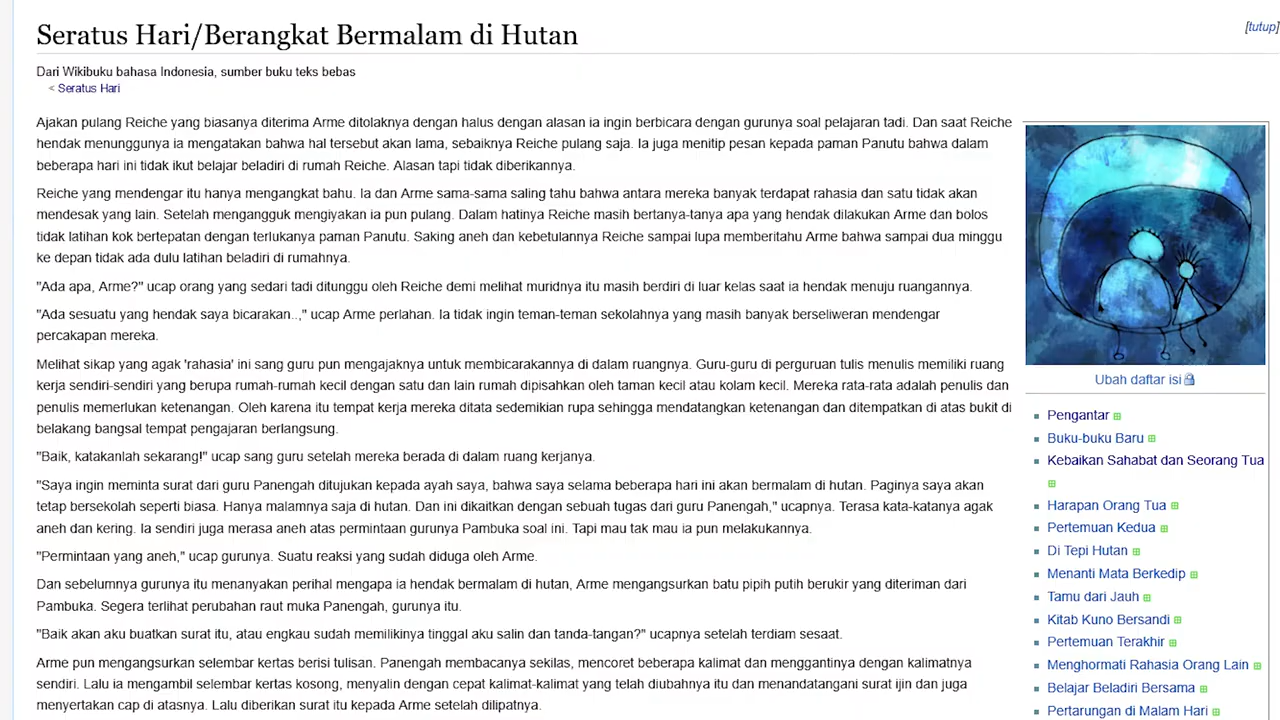 Seratus Hari/Berangkat Bermalam di Hutan
[tutup]
Dari Wikibuku bahasa Indonesia, sumber buku teks bebas
< Seratus Hari
Ajakan pulang Reiche yang biasanya diterima Arme ditolaknya dengan halus dengan alasan ia ingin berbicara dengan gurunya soal pelajaran tadi. Dan saat Reiche
hendak menunggunya ia mengatakan bahwa hal tersebut akan lama, sebaiknya Reiche pulang saja. Ia juga menitip pesan kepada paman Panutu bahwa dalam
beberapa hari ini tidak ikut belajar beladiri di rumah Reiche. Alasan tapi tidak diberikannya.
Reiche yang mendengar itu hanya mengangkat bahu. Ia dan Arme sama-sama saling tahu bahwa antara mereka banyak terdapat rahasia dan satu tidak akan
mendesak yang lain. Setelah mengangguk mengiyakan ia pun pulang. Dalam hatinya Reiche masih bertanya-tanya apa yang hendak dilakukan Arme dan bolos
tidak latihan kok bertepatan dengan terlukanya paman Panutu. Saking aneh dan kebetulannya Reiche sampai lupa memberitahu Arme bahwa sampai dua minggu
ke depan tidak ada dulu latihan beladiri di rumahnya.
"Ada apa, Arme?" ucap orang yang sedari tadi ditunggu oleh Reiche demi melihat muridnya itu masih berdiri di luar kelas saat ia hendak menuju ruangannya.
"Ada sesuatu yang hendak saya bicarakan..," ucap Arme perlahan. Ia tidak ingin teman-teman sekolahnya yang masih banyak berseliweran mendengar
percakapan mereka.
Melihat sikap yang agak 'rahasia' ini sang guru pun mengajaknya untuk membicarakannya di dalam ruangnya. Guru-guru di perguruan tulis menulis memiliki ruang
kerja sendiri-sendiri yang berupa rumah-rumah kecil dengan satu dan lain rumah dipisahkan oleh taman kecil atau kolam kecil. Mereka rata-rata adalah penulis dan
penulis memerlukan ketenangan. Oleh karena itu tempat kerja mereka ditata sedemikian rupa sehingga mendatangkan ketenangan dan ditempatkan di atas bukit di
belakang bangsal tempat pengajaran berlangsung.
"Baik, katakanlah sekarang!" ucap sang guru setelah mereka berada di dalam ruang kerjanya.
"Saya ingin meminta surat dari guru Panengah ditujukan kepada ayah saya, bahwa saya selama beberapa hari ini akan bermalam di hutan. Paginya saya akan
tetap bersekolah seperti biasa. Hanya malamnya saja di hutan. Dan ini dikaitkan dengan sebuah tugas dari guru Panengah," ucapnya. Terasa kata-katanya agak
aneh dan kering. Ia sendiri juga merasa aneh atas permintaan gurunya Pambuka soal ini. Tapi mau tak mau ia pun melakukannya.
"Permintaan yang aneh," ucap gurunya. Suatu reaksi yang sudah diduga oleh Arme.
Dan sebelumnya gurunya itu menanyakan perihal mengapa ia hendak bermalam di hutan, Arme mengangsurkan batu pipih putih berukir yang diteriman dari
Pambuka. Segera terlihat perubahan raut muka Panengah, gurunya itu.
"Baik akan aku buatkan surat itu, atau engkau sudah memilikinya tinggal aku salin dan tanda-tangan?" ucapnya setelah terdiam sesaat.
Arme pun mengangsurkan selembar kertas berisi tulisan. Panengah membacanya sekilas, mencoret beberapa kalimat dan menggantinya dengan kalimatnya
sendiri. Lalu ia mengambil selembar kertas kosong, menyalin dengan cepat kalimat-kalimat yang telah diubahnya itu dan menandatangani surat ijin dan juga
menyertakan cap di atasnya. Lalu diberikan surat itu kepada Arme setelah dilipatnya.
Ubah daftar isi
Pengantar
Buku-buku Baru
Kebaikan Sahabat dan Seorang Tua
Harapan Orang Tua
Pertemuan Kedua
Di Tepi Hutan
Menanti Mata Berkedip
Tamu dari Jauh
Kitab Kuno Bersandi
Pertemuan Terakhir
Menghormati Rahasia Orang Lain
Belajar Beladiri Bersama
Pertarungan di Malam Hari